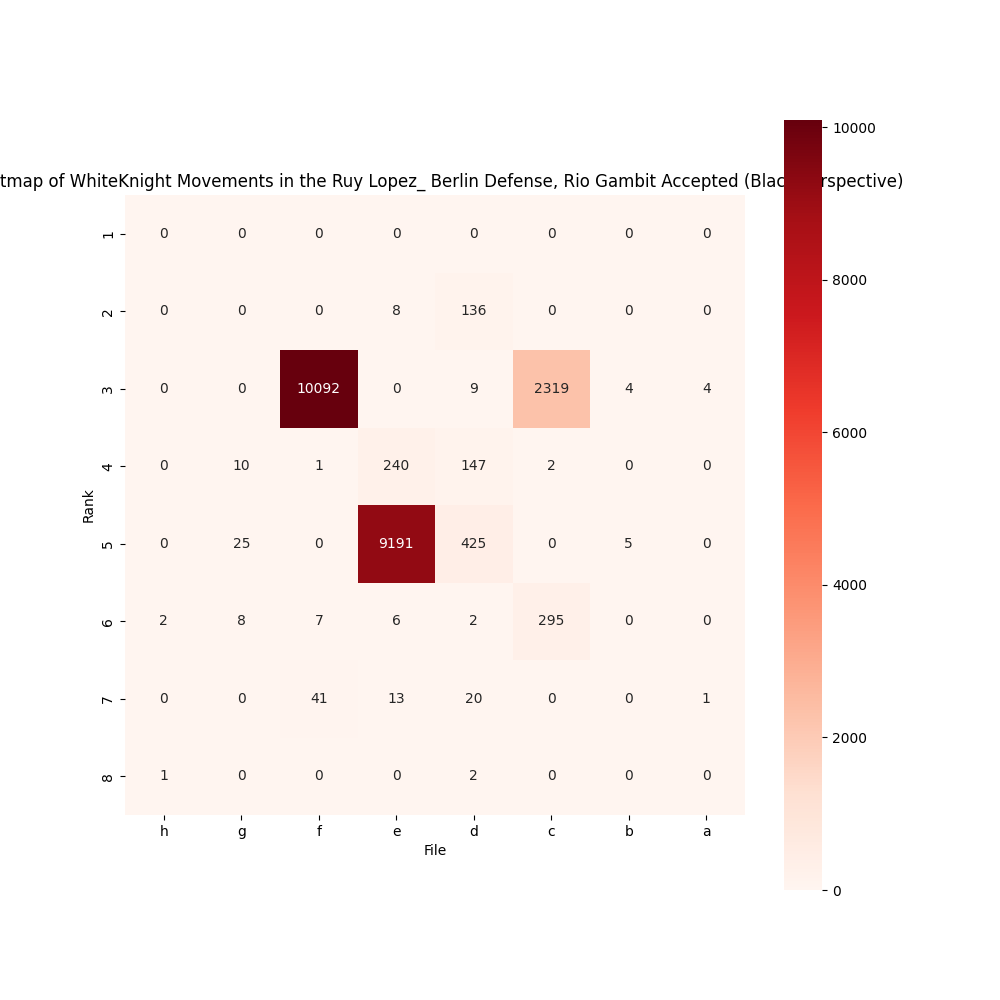 10000
tmap of WhiteKnight Movements in the Ruy Lopez_ Berlin Defense, Rio Gambit Accepted (Blac rspective)
1 0 0 0 0 0 0 0 0
8000
2 0 0 0 8 136 0 0 0
3 0 0 10092 0 9 2319 4 4
6000
4 0 10 1 240 147 2 0 0
Rank
5 0 25 0 9191 425 0 5 0
4000
6 2 8 7 6 2 295 0 0
7 0 0 41 13 20 0 0 1
2000
8 1 0 0 0 2 0 0 0
h g f e d c b a
File
0